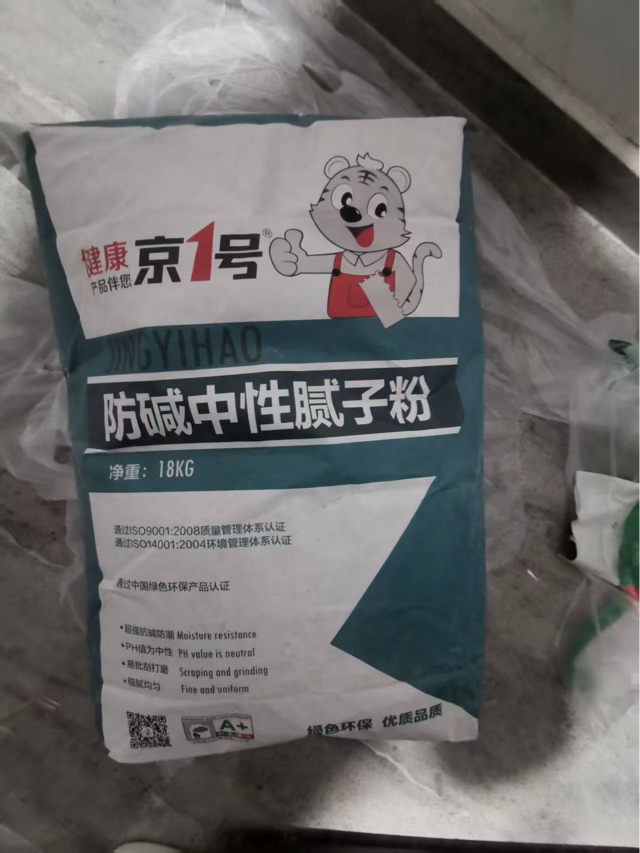 健康
产品伴您
京1号®
JINGYIHAO
防碱中性腻子粉
净重：18KG
通过ISO9001:2008质量管理体系认证
通过ISO14001:2004环境管理体系认证
通过中国绿色环保产品认证
•超强抗碱防潮 Moisture resistance
•PH值为中性 PH value is neutral
•易批刮打磨 Scraping and grinding
•细腻均匀 Fine and uniform
A+
绿色环保 优质品质